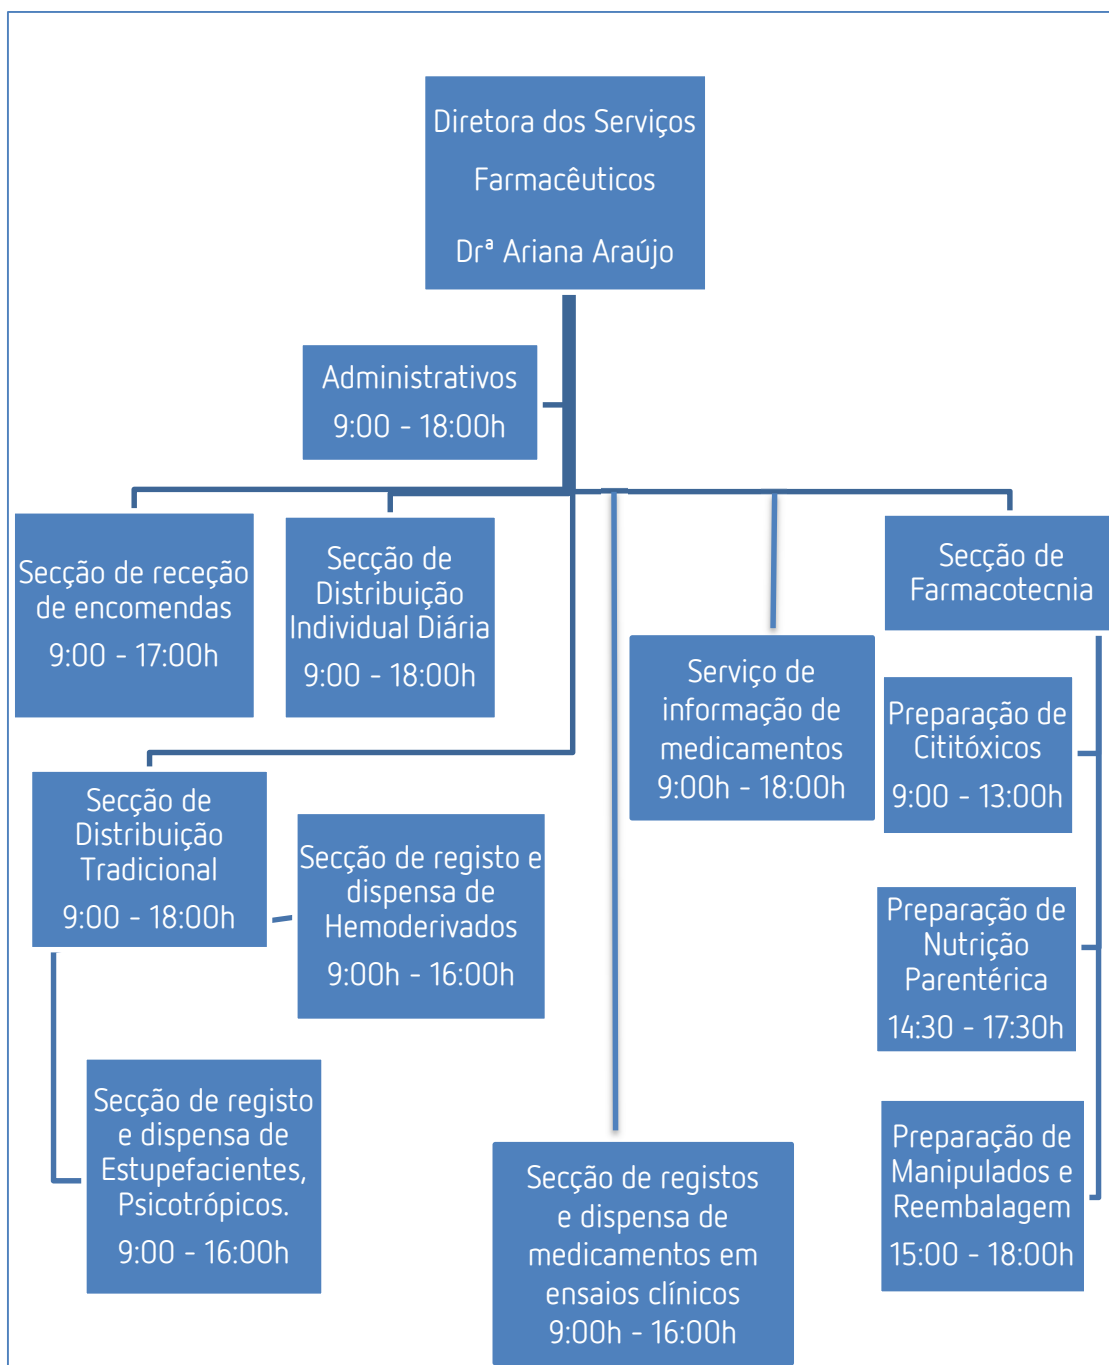 Diretora dos Serviços
Farmacêuticos
Drª Ariana Araújo
Administrativos
9:00 - 18:00h
Secção de receção
de encomendas
9:00 - 17:00h
Secção de
Distribuição
Individual Diária
9:00 - 18:00h
Serviço de
informação de
medicamentos
9:00h - 18:00h
Secção de
Farmacotecnia
Preparação de
Cititóxicos
9:00 - 13:00h
Secção de
Distribuição
Tradicional
9:00 - 18:00h
Secção de registo e
dispensa de
Hemoderivados
9:00h - 16:00h
Preparação de
Nutrição
Parentérica
14:30 - 17:30h
Secção de registo
e dispensa de
Estupefacientes,
Psicotrópicos.
9:00 - 16:00h
Secção de registos
e dispensa de
medicamentos em
ensaios clínicos
9:00h - 16:00h
Preparação de
Manipulados e
Reembalagem
15:00 - 18:00h